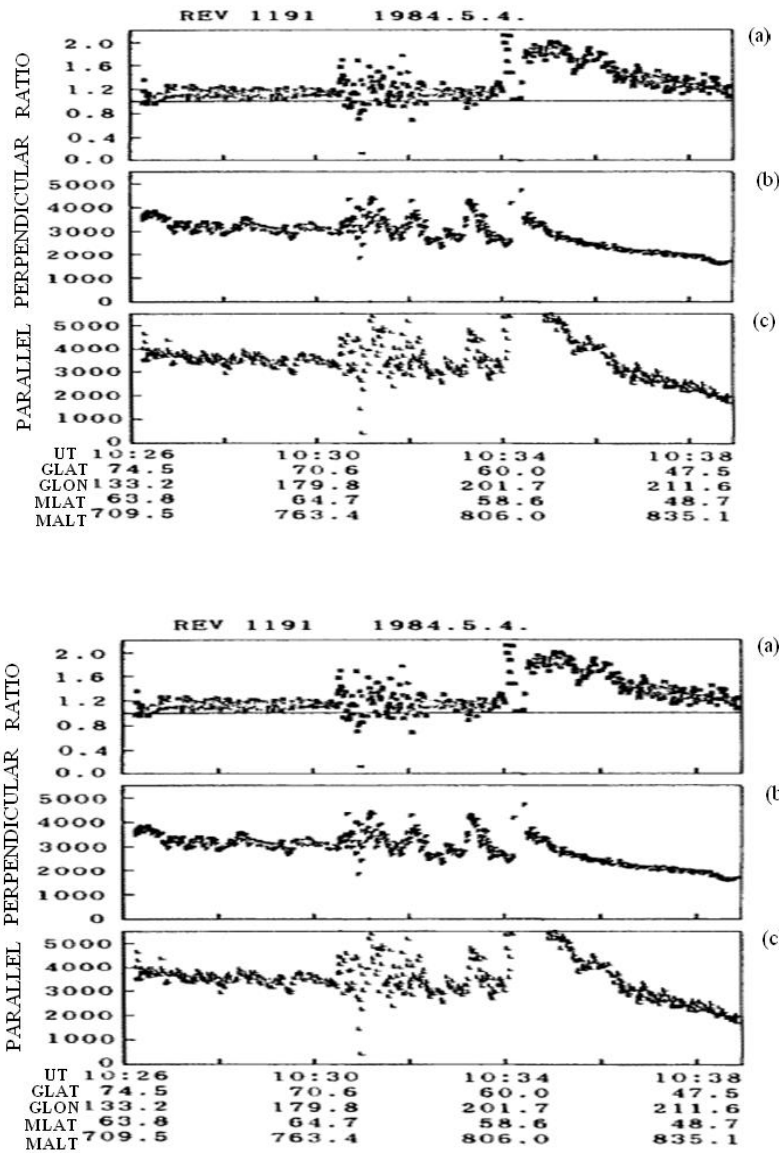 REV 1191 1984.5.4.
(a)
RATIO
2.0
1.6
1.2
0.8
0.4
0.0
(b)
PERPENDICULAR
5000
4000
3000
2000
1000
0
(c)
PARALLEL
5000
4000
3000
2000
1000
0
UT 10:26 10:30 10:34 10:38
GLAT 74.5 70.6 60.0 47.5
GLON 133.2 179.8 201.7 211.6
MLAT 63.8 64.7 58.6 48.7
MALT 709.5 763.4 806.0 835.1
REV 1191 1984.5.4.
(a)
RATIO
2.0
1.6
1.2
0.8
0.4
0.0
(b
PERPENDICULAR
5000
4000
3000
2000
1000
0
(c
PARALLEL
5000
4000
3000
2000
1000
0
UT 10:26 10:30 10:34 10:38
GLAT 74.5 70.6 60.0 47.5
GLON 133.2 179.8 201.7 211.6
MLAT 63.8 64.7 58.6 48.7
MALT 709.5 763.4 806.0 835.1